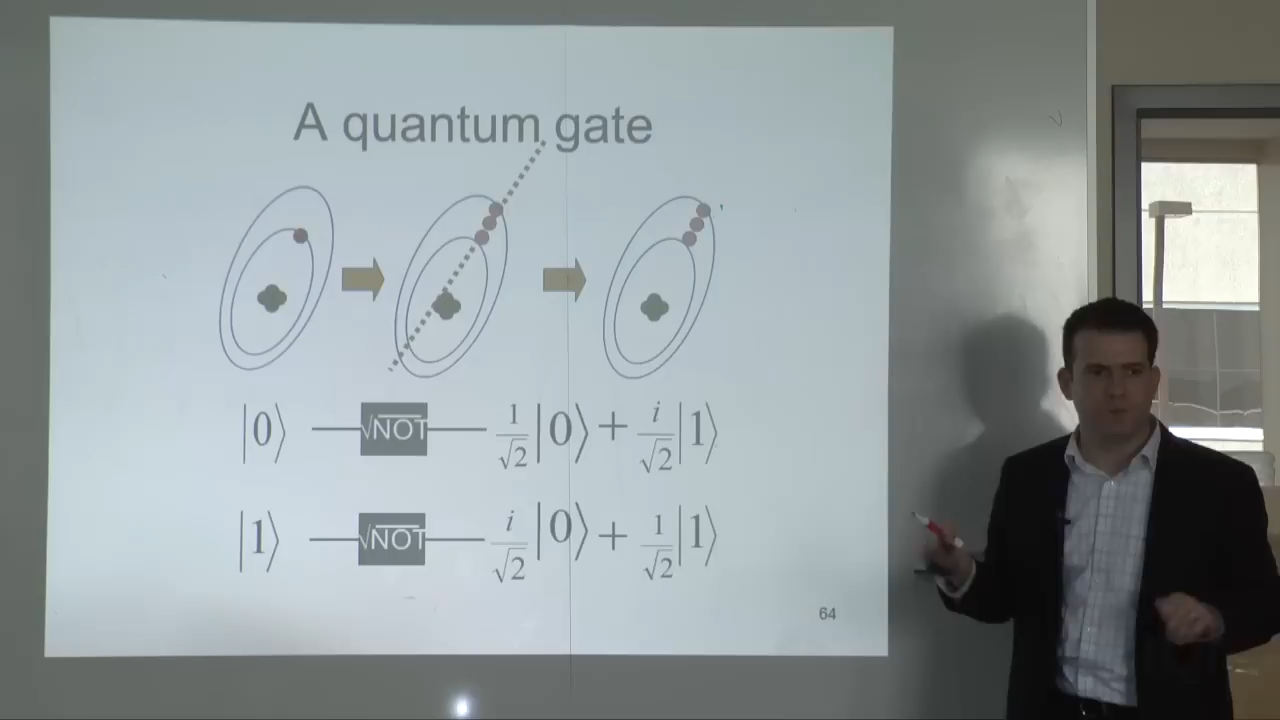 A quantum gate
|0⟩ √NOT 1/√2 |0⟩ + i/√2 |1⟩
|1⟩ √NOT i/√2 |0⟩ + 1/√2 |1⟩
64